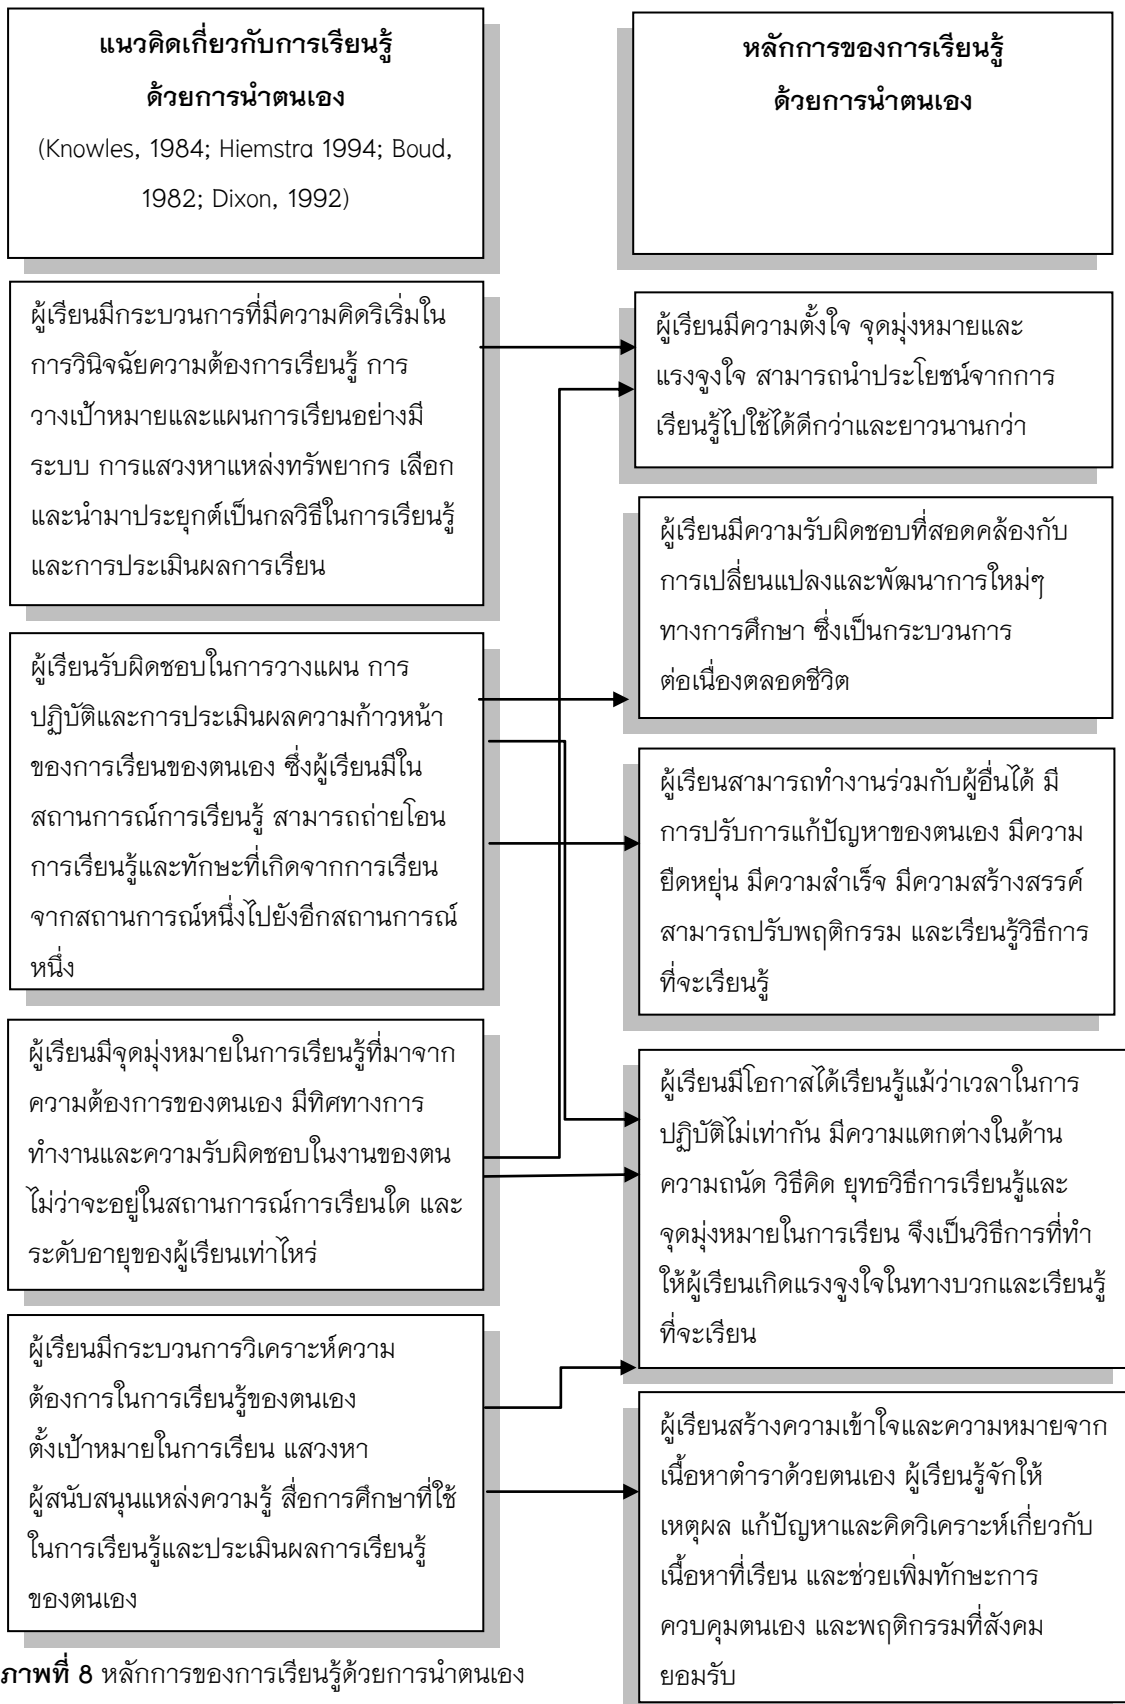 แนวคิดเกี่ยวกับการเรียนรู้
ด้วยการนำตนเอง
(Knowles, 1984; Hiemstra 1994; Boud,
1982; Dixon, 1992)
ผู้เรียนมีกระบวนการที่มีความคิดริเริ่มใน
การวินิจฉัยความต้องการเรียนรู้ การ
วางเป้าหมายและแผนการเรียนอย่างมี
ระบบ การแสวงหาแหล่งทรัพยากร เลือก
และนำมาประยุกต์เป็นกลวิธีในการเรียนรู้
และการประเมินผลการเรียน
ผู้เรียนรับผิดชอบในการวางแผน การ
ปฏิบัติและการประเมินผลความก้าวหน้า
ของการเรียนของตนเอง ซึ่งผู้เรียนมีใน
สถานการณ์การเรียนรู้ สามารถถ่ายโอน
การเรียนรู้และทักษะที่เกิดจากการเรียน
จากสถานการณ์หนึ่งไปยังอีกสถานการณ์
หนึ่ง
ผู้เรียนมีจุดมุ่งหมายในการเรียนรู้ที่มาจาก
ความต้องการของตนเอง มีทิศทางการ
ทำงานและความรับผิดชอบในงานของตน
ไม่ว่าจะอยู่ในสถานการณ์การเรียนใด และ
ระดับอายุของผู้เรียนเท่าไหร่
ผู้เรียนมีกระบวนการวิเคราะห์ความ
ต้องการในการเรียนรู้ของตนเอง
ตั้งเป้าหมายในการเรียน แสวงหา
ผู้สนับสนุนแหล่งความรู้ สื่อการศึกษาที่ใช้
ในการเรียนรู้และประเมินผลการเรียนรู้
ของตนเอง
หลักการของการเรียนรู้
ด้วยการนำตนเอง
ผู้เรียนมีความตั้งใจ จุดมุ่งหมายและ
แรงจูงใจ สามารถนำประโยชน์จากการ
เรียนรู้ไปใช้ได้ดีกว่าและยาวนานกว่า
ผู้เรียนมีความรับผิดชอบที่สอดคล้องกับ
การเปลี่ยนแปลงและพัฒนาการใหม่ๆ
ทางการศึกษา ซึ่งเป็นกระบวนการ
ต่อเนื่องตลอดชีวิต
ผู้เรียนสามารถทำงานร่วมกับผู้อื่นได้ มี
การปรับการแก้ปัญหาของตนเอง มีความ
ยืดหยุ่น มีความสำเร็จ มีความสร้างสรรค์
สามารถปรับพฤติกรรม และเรียนรู้วิธีการ
ที่จะเรียนรู้
ผู้เรียนมีโอกาสได้เรียนรู้แม้ว่าเวลาในการ
ปฏิบัติไม่เท่ากัน มีความแตกต่างในด้าน
ความถนัด วิธีคิด ยุทธวิธีการเรียนรู้และ
จุดมุ่งหมายในการเรียน จึงเป็นวิธีการที่ทำ
ให้ผู้เรียนเกิดแรงจูงใจในทางบวกและเรียนรู้
ที่จะเรียน
ผู้เรียนสร้างความเข้าใจและความหมายจาก
เนื้อหาตำราด้วยตนเอง ผู้เรียนรู้จักให้
เหตุผล แก้ปัญหาและคิดวิเคราะห์เกี่ยวกับ
เนื้อหาที่เรียน และช่วยเพิ่มทักษะการ
ควบคุมตนเอง และพฤติกรรมที่สังคม
ยอมรับ
ภาพที่ 8 หลักการของการเรียนรู้ด้วยการนำตนเอง